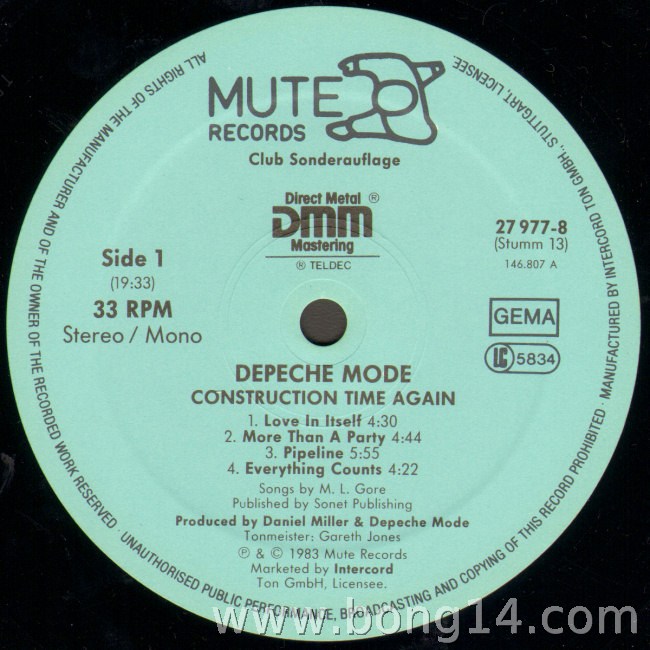 MUTE
RECORDS
Club Sonderauflage
Direct Metal ®
DMM
Mastering
® TELDEC
Side 1
(19:33)
33 RPM
Stereo / Mono
27 977-8
(Stumm 13)
146.807 A
GEMA
LC 5834
DEPECHE MODE
CONSTRUCTION TIME AGAIN
1. Love In Itself 4:30
2. More Than A Party 4:44
3. Pipeline 5:55
4. Everything Counts 4:22
Songs by M. L. Gore
Published by Sonet Publishing
Produced by Daniel Miller & Depeche Mode
Tonmeister: Gareth Jones
℗ & © 1983 Mute Records
Marketed by Intercord
Ton GmbH, Licensee.
ALL RIGHTS OF THE MANUFACTURER AND OF THE OWNER OF THE RECORDED WORK RESERVED · UNAUTHORISED PUBLIC PERFORMANCE, BROADCASTING AND COPYING OF THIS RECORD PROHIBITED · MANUFACTURED BY INTERCORD TON GMBH., STUTTGART, LICENSEE.
www.bong14.com